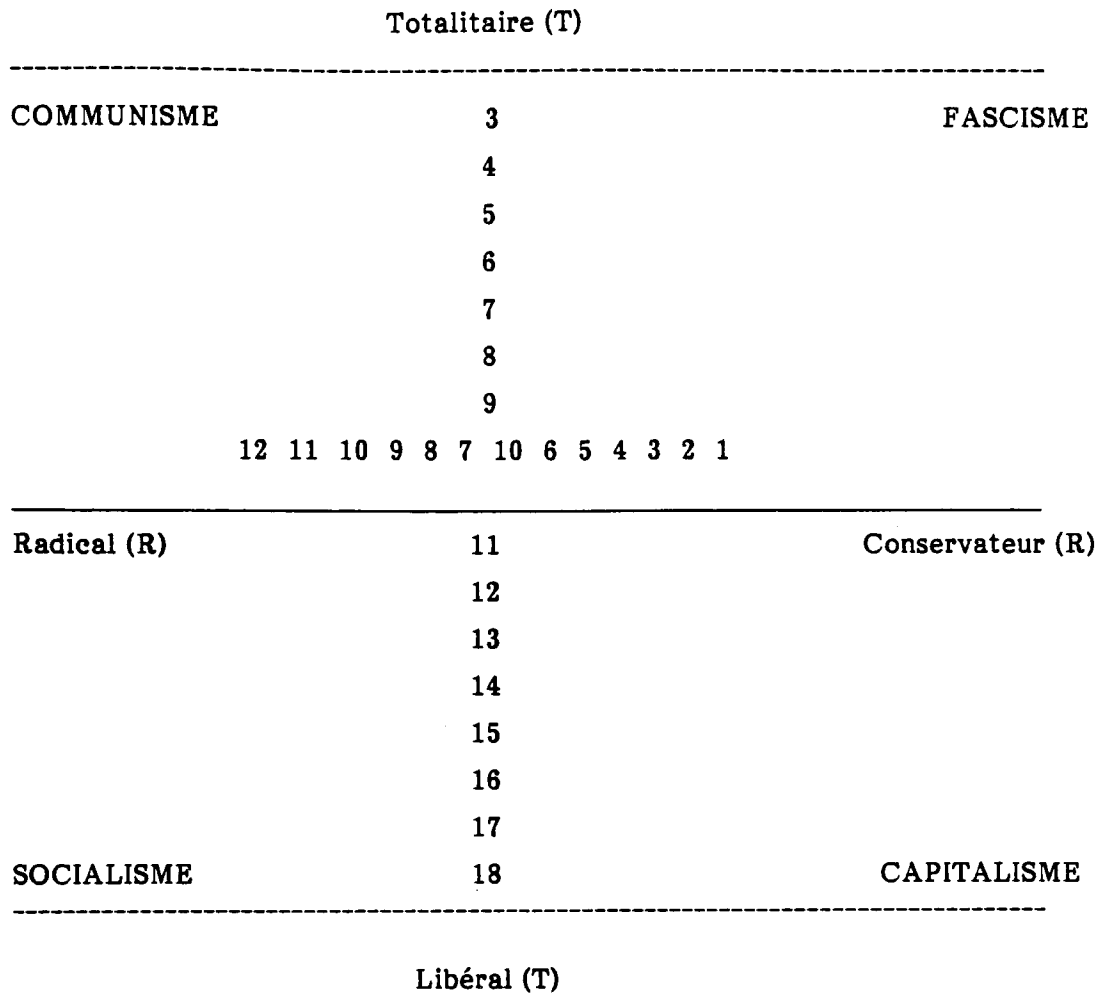 Totalitaire (T)
COMMUNISME 3 FASCISME
4
5
6
7
8
9
12 11 10 9 8 7 10 6 5 4 3 2 1
Radical (R) 11 Conservateur (R)
12
13
14
15
16
17
SOCIALISME 18 CAPITALISME
Libéral (T)